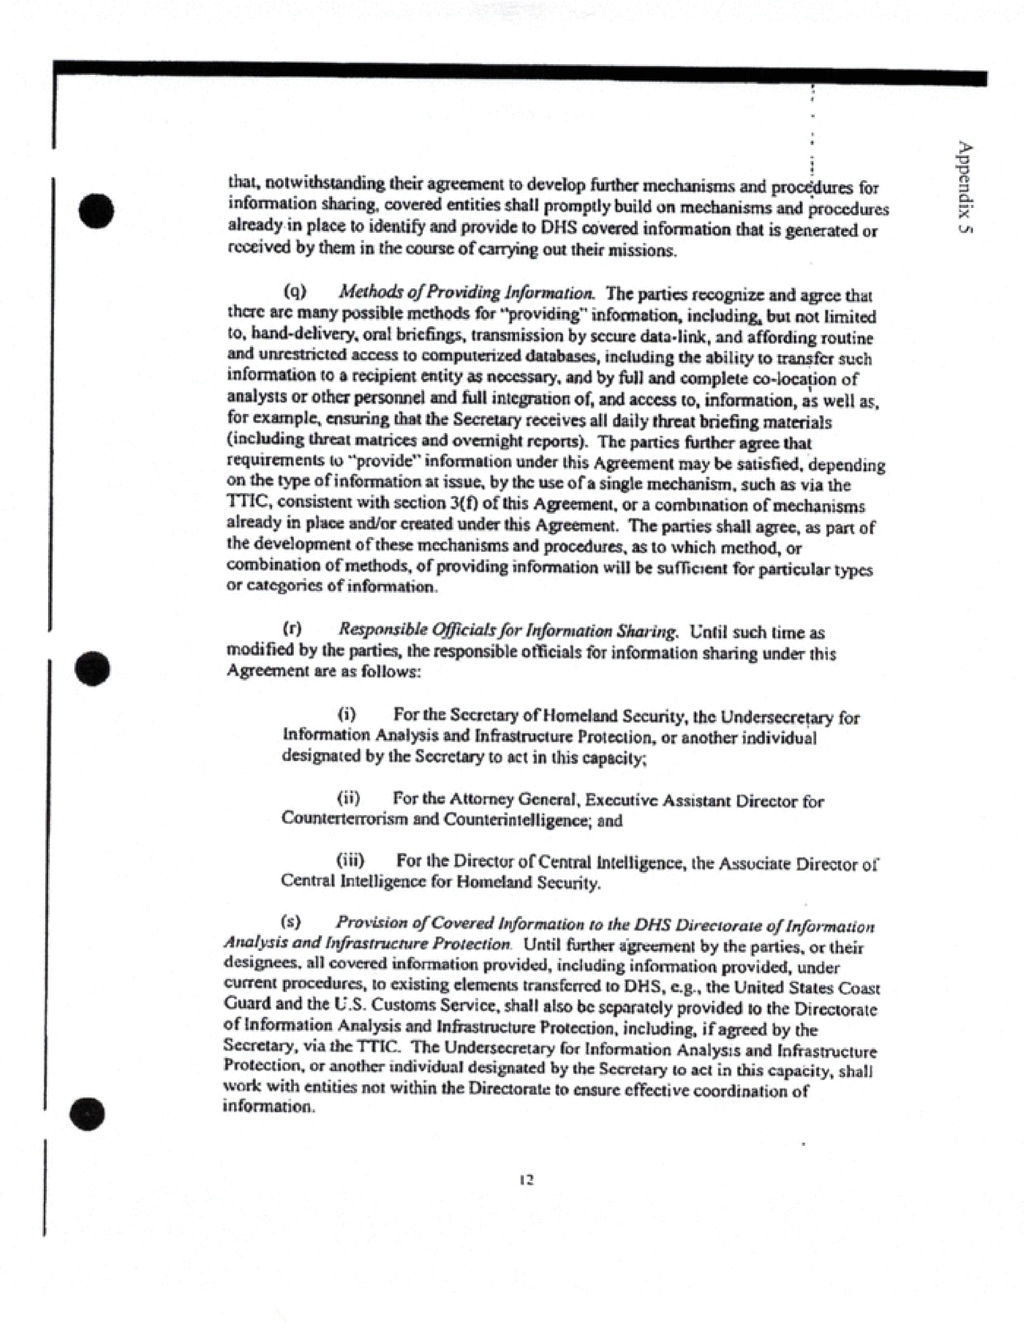 Appendix 5
that, notwithstanding their agreement to develop further mechanisms and procedures for
information sharing, covered entities shall promptly build on mechanisms and procedures
already in place to identify and provide to DHS covered information that is generated or
received by them in the course of carrying out their missions.
(q) Methods of Providing Information. The parties recognize and agree that
there are many possible methods for "providing" information, including, but not limited
to, hand-delivery, oral briefings, transmission by secure data-link, and affording routine
and unrestricted access to computerized databases, including the ability to transfer such
information to a recipient entity as necessary, and by full and complete co-location of
analysts or other personnel and full integration of, and access to, information, as well as,
for example, ensuring that the Secretary receives all daily threat briefing materials
(including threat matrices and overnight reports). The parties further agree that
requirements to "provide" information under this Agreement may be satisfied, depending
on the type of information at issue, by the use of a single mechanism, such as via the
TTIC, consistent with section 3(f) of this Agreement, or a combination of mechanisms
already in place and/or created under this Agreement. The parties shall agree, as part of
the development of these mechanisms and procedures, as to which method, or
combination of methods, of providing information will be sufficient for particular types
or categories of information.
(r) Responsible Officials for Information Sharing. Until such time as
modified by the parties, the responsible officials for information sharing under this
Agreement are as follows:
(i) For the Secretary of Homeland Security, the Undersecretary for
Information Analysis and Infrastructure Protection, or another individual
designated by the Secretary to act in this capacity;
(ii) For the Attorney General, Executive Assistant Director for
Counterterrorism and Counterintelligence; and
(iii) For the Director of Central Intelligence, the Associate Director of
Central Intelligence for Homeland Security.
(s) Provision of Covered Information to the DHS Directorate of Information
Analysis and Infrastructure Protection. Until further agreement by the parties, or their
designees, all covered information provided, including information provided, under
current procedures, to existing elements transferred to DHS, e.g., the United States Coast
Guard and the U.S. Customs Service, shall also be separately provided to the Directorate
of Information Analysis and Infrastructure Protection, including, if agreed by the
Secretary, via the TTIC. The Undersecretary for Information Analysis and Infrastructure
Protection, or another individual designated by the Secretary to act in this capacity, shall
work with entities not within the Directorate to ensure effective coordination of
information.
12